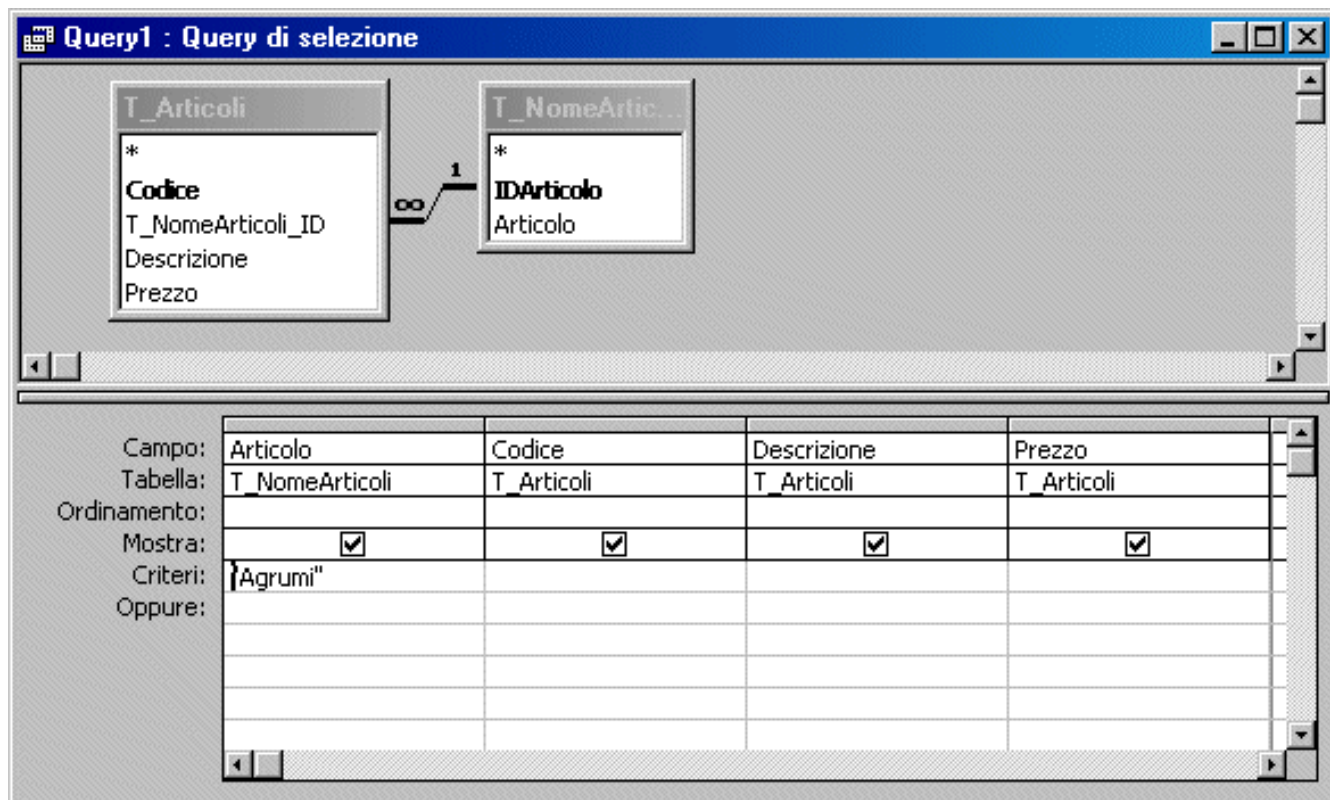 Query1 : Query di selezione
T_Articoli
*
Codice
T_NomeArticoli_ID
Descrizione
Prezzo
∞
1
T_NomeArtic...
*
IDArticolo
Articolo
Campo: Articolo Codice Descrizione Prezzo
Tabella: T_NomeArticoli T_Articoli T_Articoli T_Articoli
Ordinamento:
Mostra:
Criteri: "Agrumi"
Oppure: